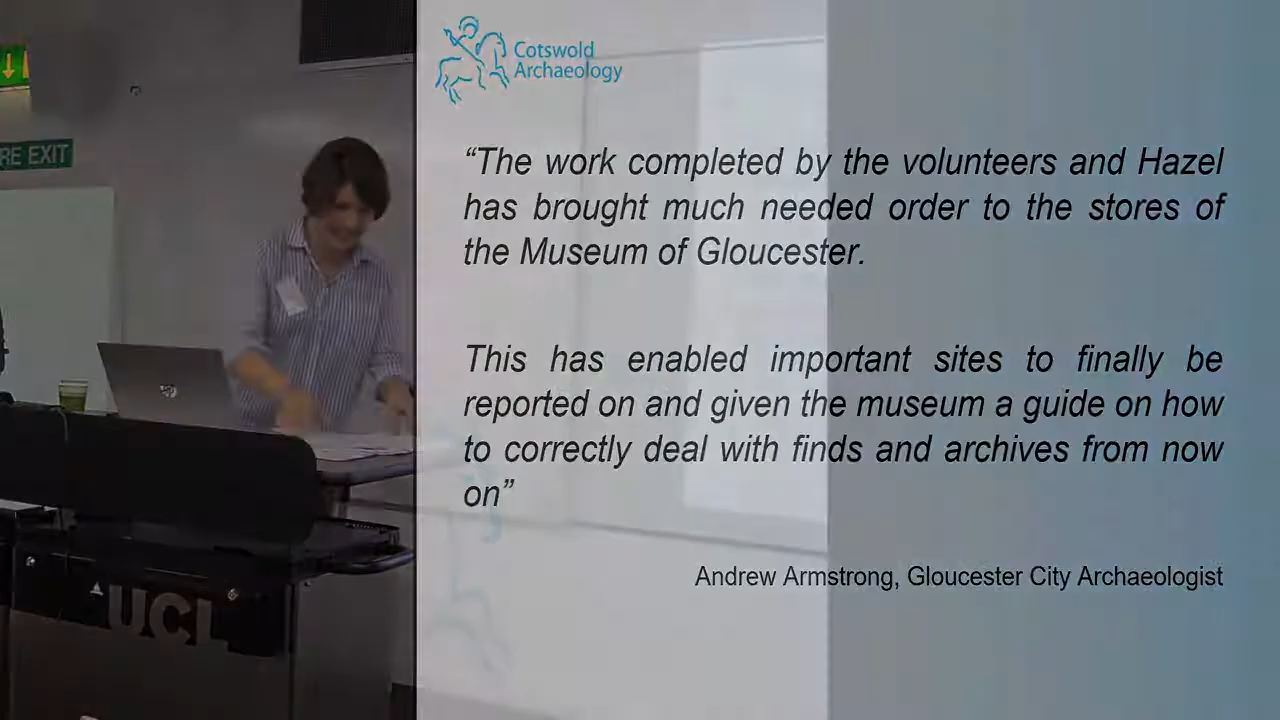 Cotswold
Archaeology
RE EXIT
“The work completed by the volunteers and Hazel
has brought much needed order to the stores of
the Museum of Gloucester.
This has enabled important sites to finally be
reported on and given the museum a guide on how
to correctly deal with finds and archives from now
on”
Andrew Armstrong, Gloucester City Archaeologist
hp
UCL